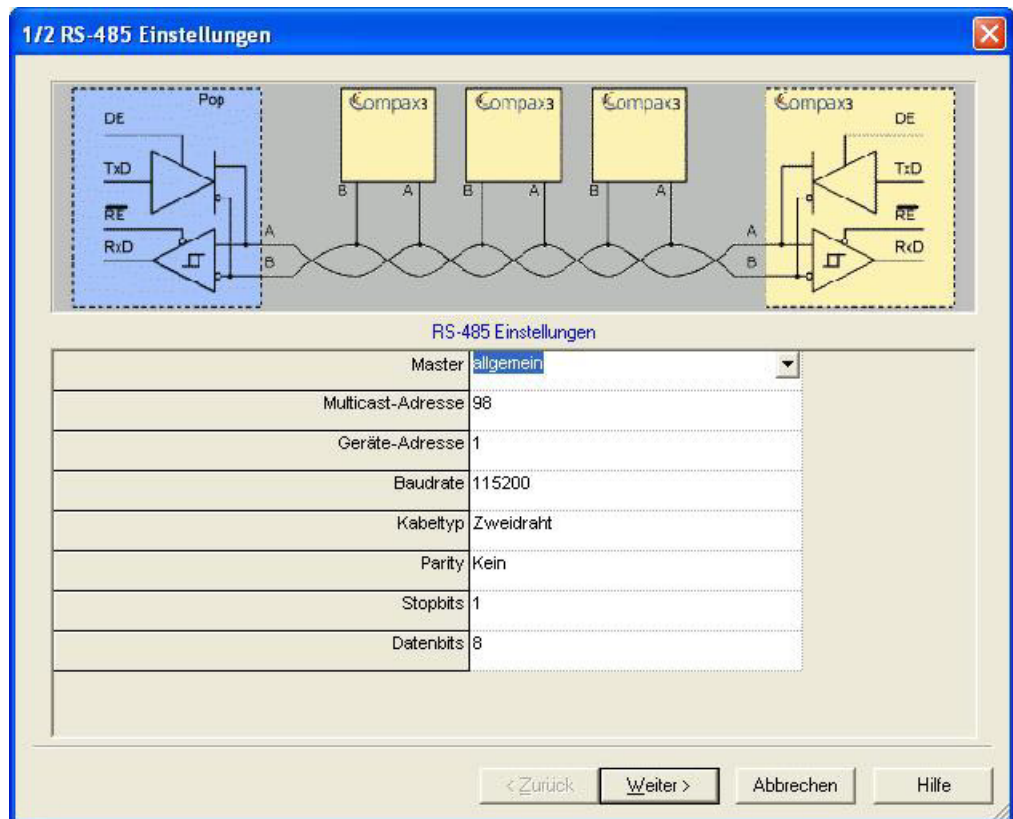 1/2 RS-485 Einstellungen
Pop
Compax3
Compax3
Compax3
Compax3
DE
DE
TxD
TxD
B A
B A
B A
RE
RE
RxD
RxD
A
A
B
B
RS-485 Einstellungen
Master allgemein
Multicast-Adresse 98
Geräte-Adresse 1
Baudrate 115200
Kabeltyp Zweidraht
Parity Kein
Stopbits 1
Datenbits 8
< Zurück
Weiter >
Abbrechen
Hilfe